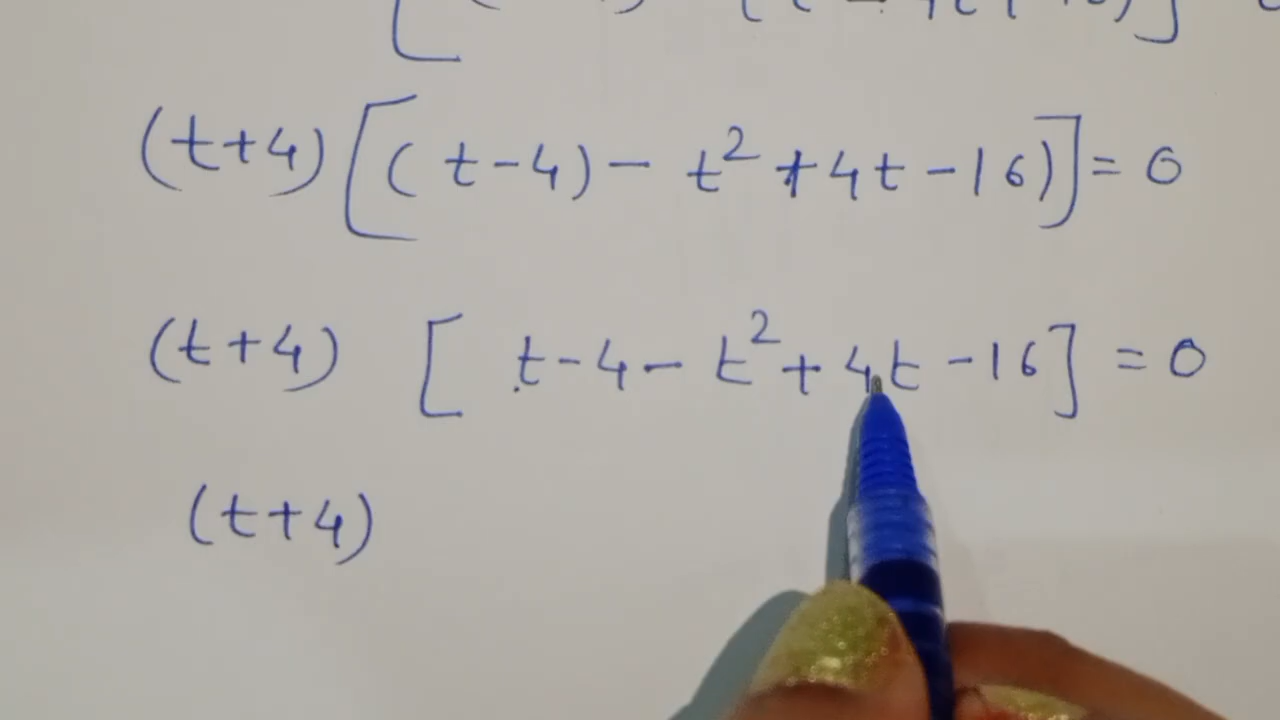 (t+4)[(t-4) - t² + 4t - 16)] = 0
(t+4) [ t - 4 - t² + 4t - 16] = 0
(t+4)